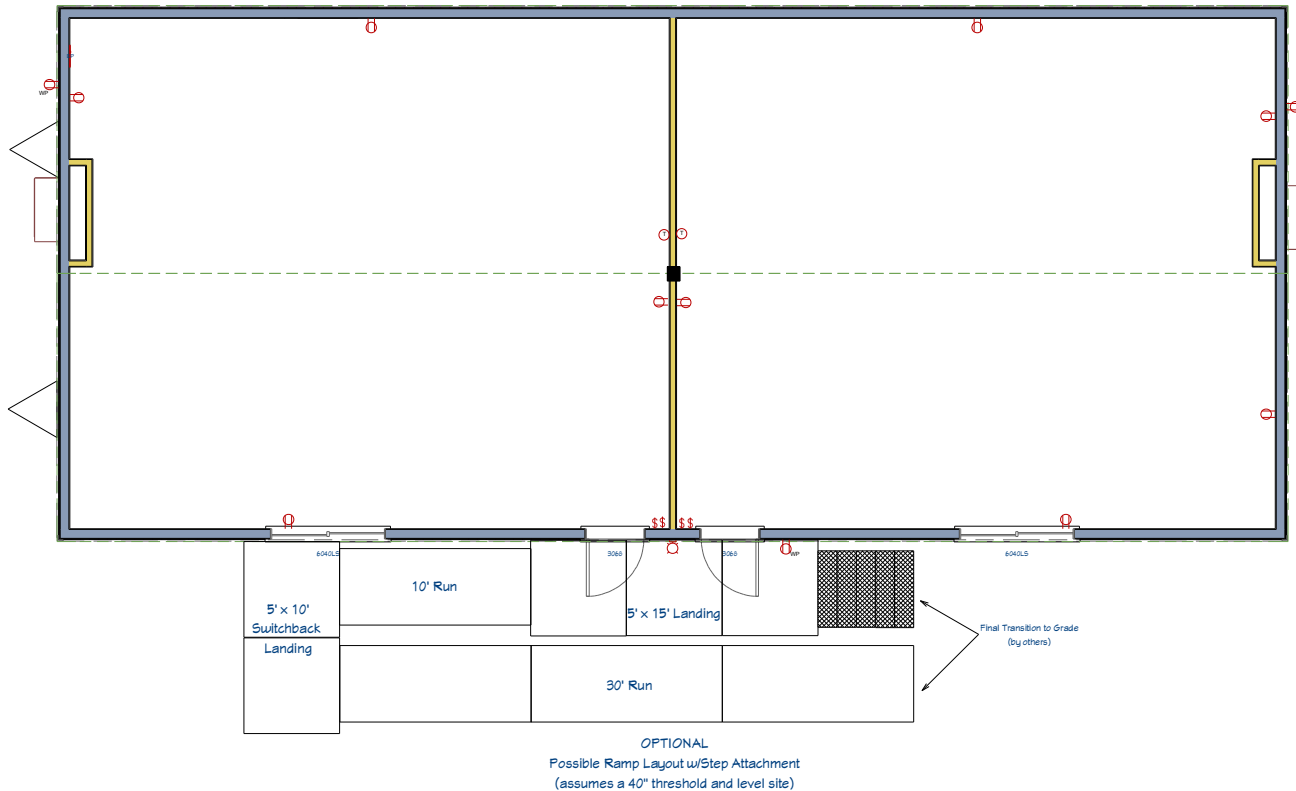 WP
T
T
$$ $$
6040LS
3068
3068
WP
6040LS
10' Run
5' x 10'
Switchback
Landing
5' x 15' Landing
Final Transition to Grade
(by others)
30' Run
OPTIONAL
Possible Ramp Layout w/Step Attachment
(assumes a 40" threshold and level site)